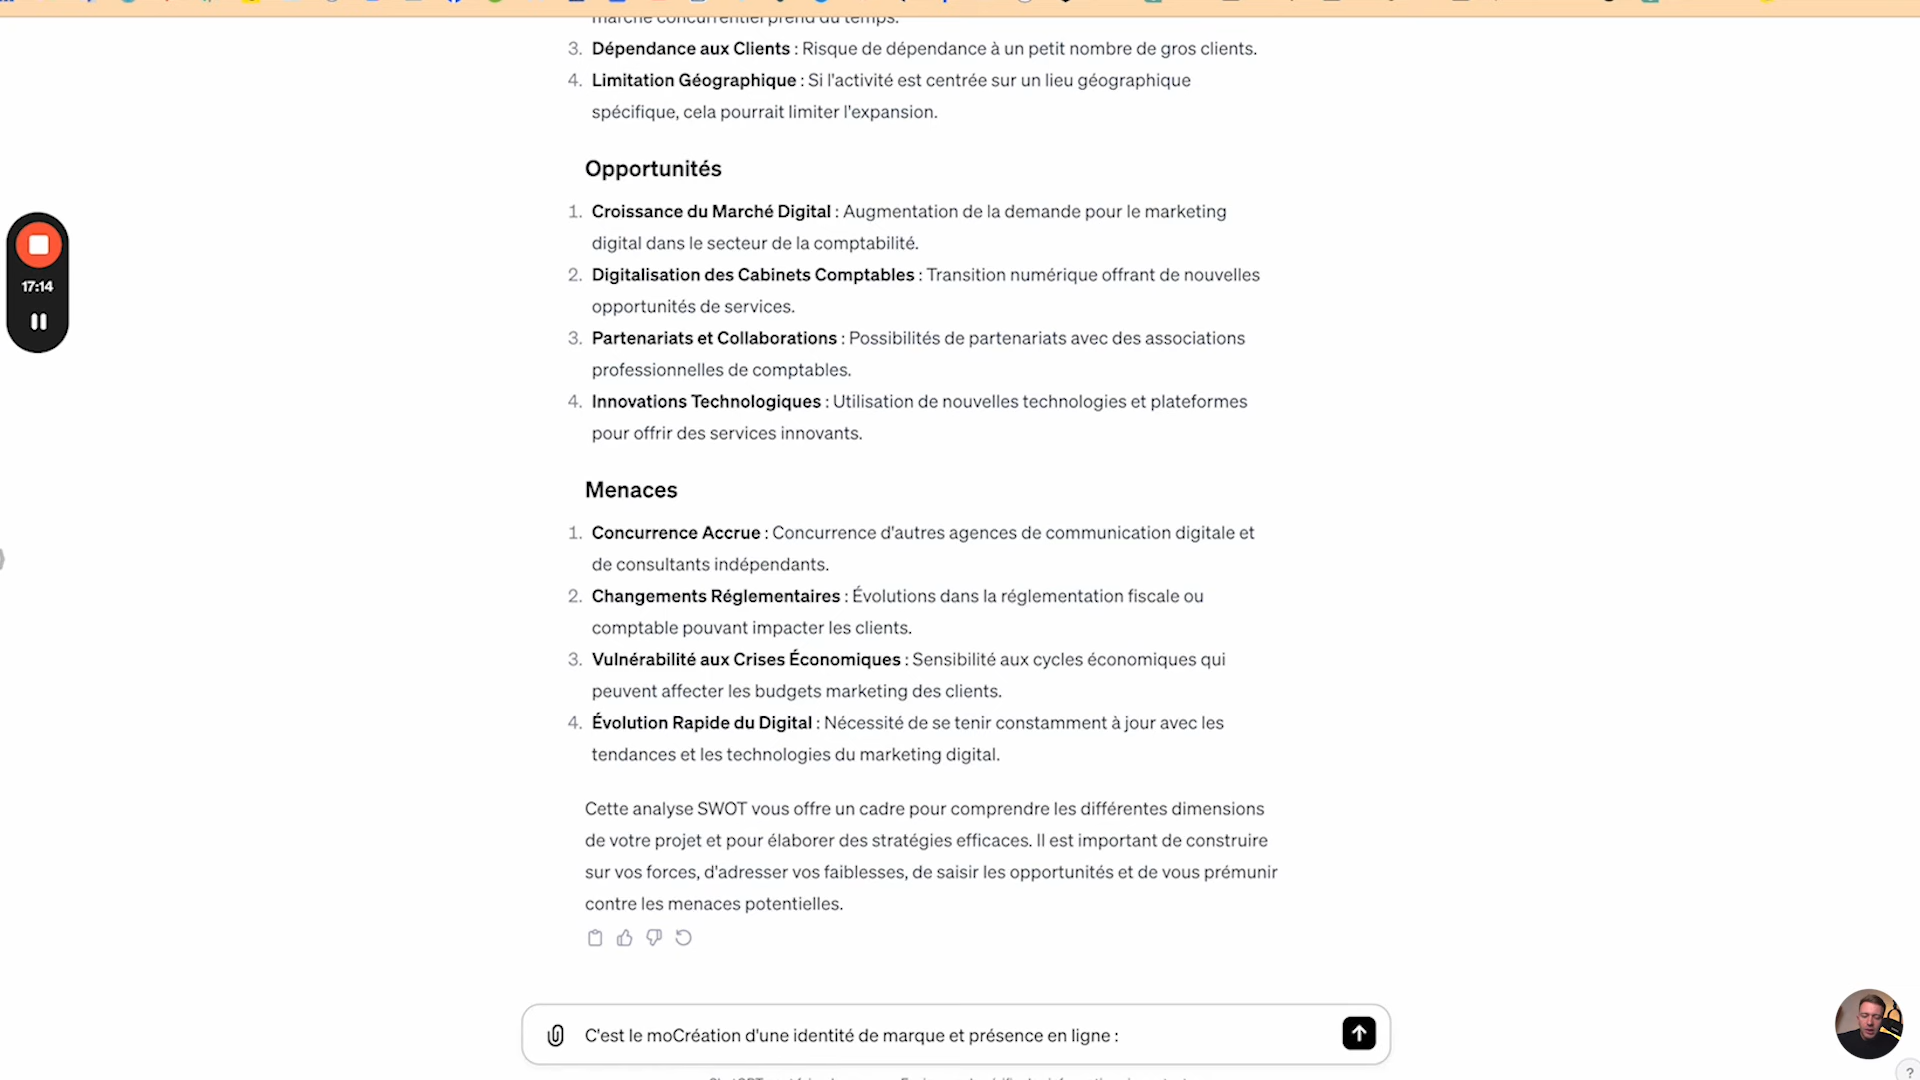 marché concurrentiel prend du temps.
3. Dépendance aux Clients : Risque de dépendance à un petit nombre de gros clients.
4. Limitation Géographique : Si l'activité est centrée sur un lieu géographique
spécifique, cela pourrait limiter l'expansion.
Opportunités
1. Croissance du Marché Digital : Augmentation de la demande pour le marketing
digital dans le secteur de la comptabilité.
2. Digitalisation des Cabinets Comptables : Transition numérique offrant de nouvelles
opportunités de services.
3. Partenariats et Collaborations : Possibilités de partenariats avec des associations
professionnelles de comptables.
4. Innovations Technologiques : Utilisation de nouvelles technologies et plateformes
pour offrir des services innovants.
17:14
Menaces
1. Concurrence Accrue : Concurrence d'autres agences de communication digitale et
de consultants indépendants.
2. Changements Réglementaires : Évolutions dans la réglementation fiscale ou
comptable pouvant impacter les clients.
3. Vulnérabilité aux Crises Économiques : Sensibilité aux cycles économiques qui
peuvent affecter les budgets marketing des clients.
4. Évolution Rapide du Digital : Nécessité de se tenir constamment à jour avec les
tendances et les technologies du marketing digital.
Cette analyse SWOT vous offre un cadre pour comprendre les différentes dimensions
de votre projet et pour élaborer des stratégies efficaces. Il est important de construire
sur vos forces, d'adresser vos faiblesses, de saisir les opportunités et de vous prémunir
contre les menaces potentielles.
C'est le moCréation d'une identité de marque et présence en ligne :
?